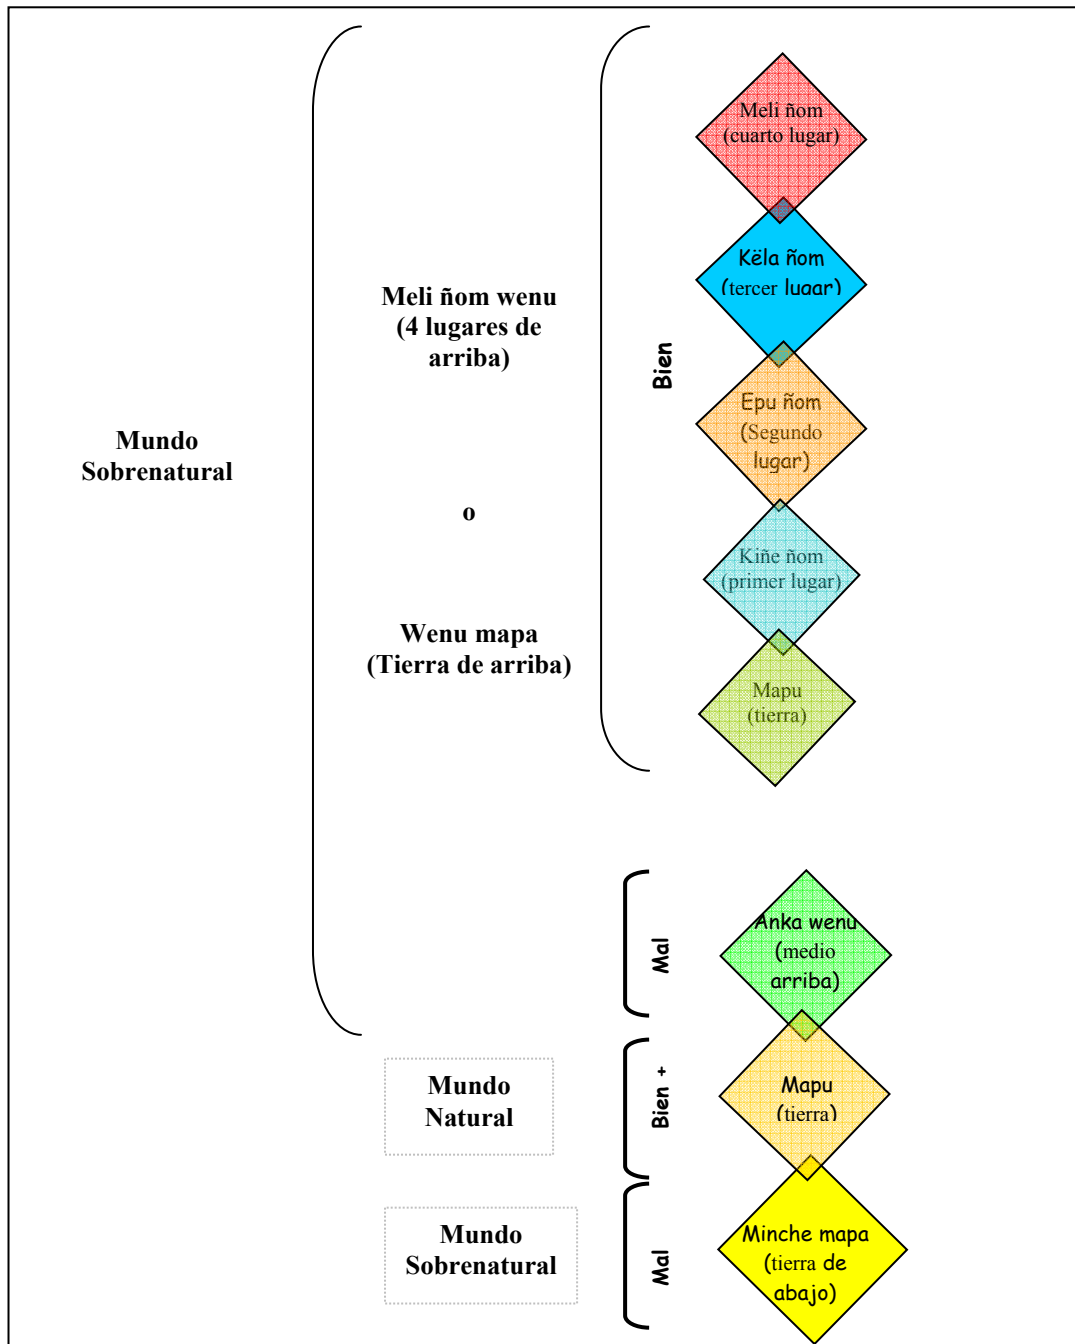 Meli ñom
(cuarto lugar)
Këla ñom
(tercer lugar)
Meli ñom wenu
(4 lugares de
arriba)
Bien
Epu ñom
(Segundo
lugar)
Mundo
Sobrenatural
o
Kiñe ñom
(primer lugar)
Wenu mapa
(Tierra de arriba)
Mapu
(tierra)
Mal
Anka wenu
(medio
arriba)
Mundo
Natural
Bien +
Mapu
(tierra)
Mundo
Sobrenatural
Mal
Minche mapa
(tierra de
abajo)